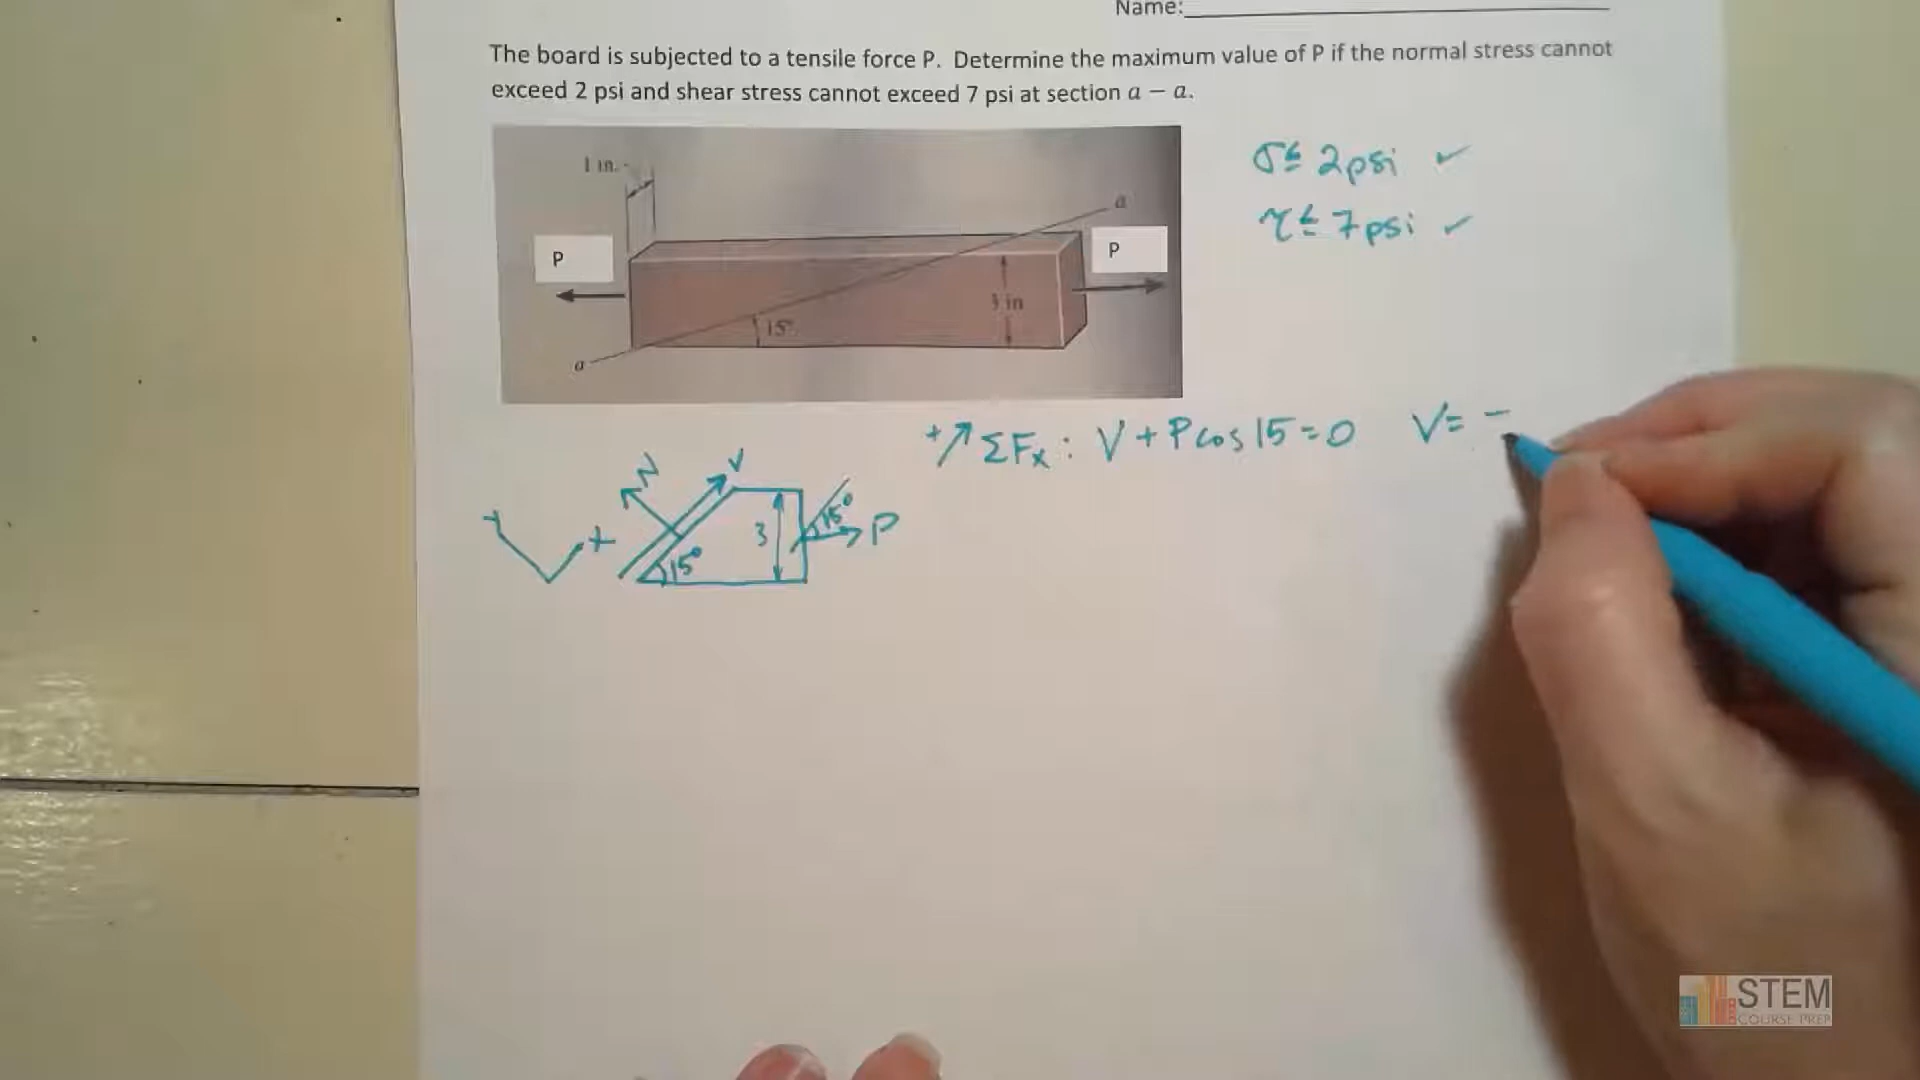 Name:
The board is subjected to a tensile force P. Determine the maximum value of P if the normal stress cannot
exceed 2 psi and shear stress cannot exceed 7 psi at section a – a.
1 in.
a
P
P
3 in
15°
a
σ ≤ 2psi ✓
τ ≤ 7psi ✓
+↗ ΣFx : V + P cos 15 = 0 V = -
N
V
15°
3
P
Y
X
15°
STEM
COURSE PREP